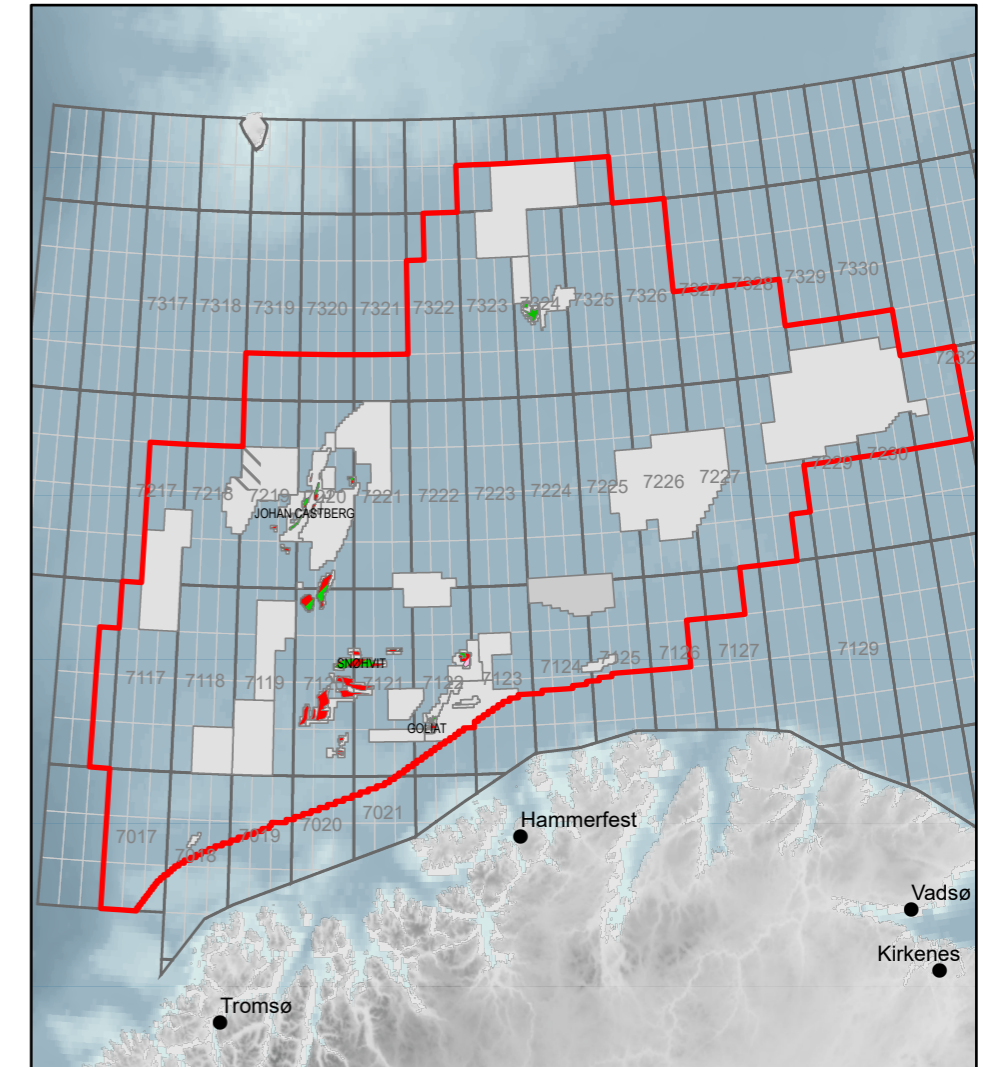 7317 7318 7319 7320 7321 7322 7323 7324 7325 7326 7327 7328 7329 7330
7232
7217 7218 7219 7220 7221 7222 7223 7224 7225 7226 7227 7229 7230
JOHAN CASTBERG
SNØHVIT
7117 7118 7119 7120 7121 7122 7123 7124 7125 7126 7127 7129
GOLIAT
7017 7018 7019 7020 7021
Hammerfest
Vadsø
Kirkenes
Tromsø